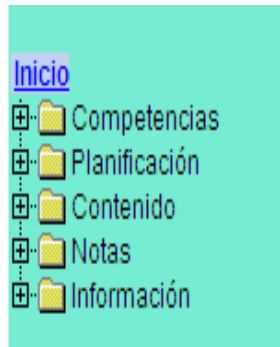 Inicio
Competencias
Planificación
Contenido
Notas
Información